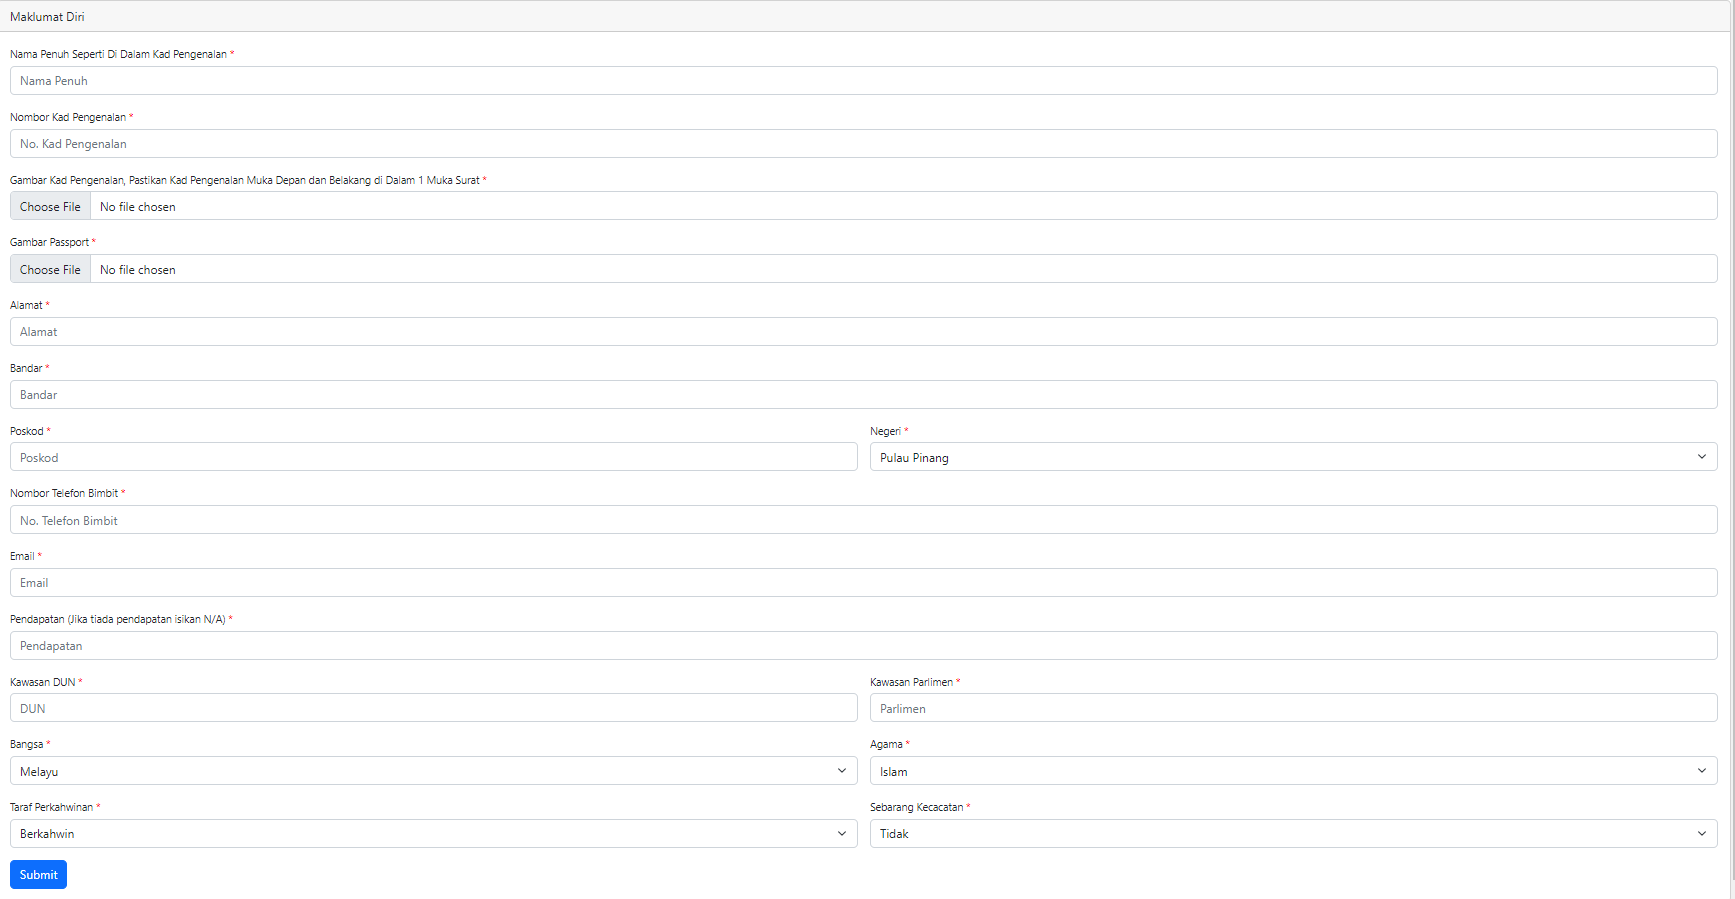 Maklumat Diri
Nama Penuh Seperti Di Dalam Kad Pengenalan *
Nama Penuh
Nombor Kad Pengenalan *
No. Kad Pengenalan
Gambar Kad Pengenalan, Pastikan Kad Pengenalan Muka Depan dan Belakang di Dalam 1 Muka Surat *
Choose File No file chosen
Gambar Passport *
Choose File No file chosen
Alamat *
Alamat
Bandar *
Bandar
Poskod * Negeri *
Poskod Pulau Pinang
Nombor Telefon Bimbit *
No. Telefon Bimbit
Email *
Email
Pendapatan (Jika tiada pendapatan isikan N/A) *
Pendapatan
Kawasan DUN * Kawasan Parlimen *
DUN Parlimen
Bangsa * Agama *
Melayu Islam
Taraf Perkahwinan * Sebarang Kecacatan *
Berkahwin Tidak
Submit